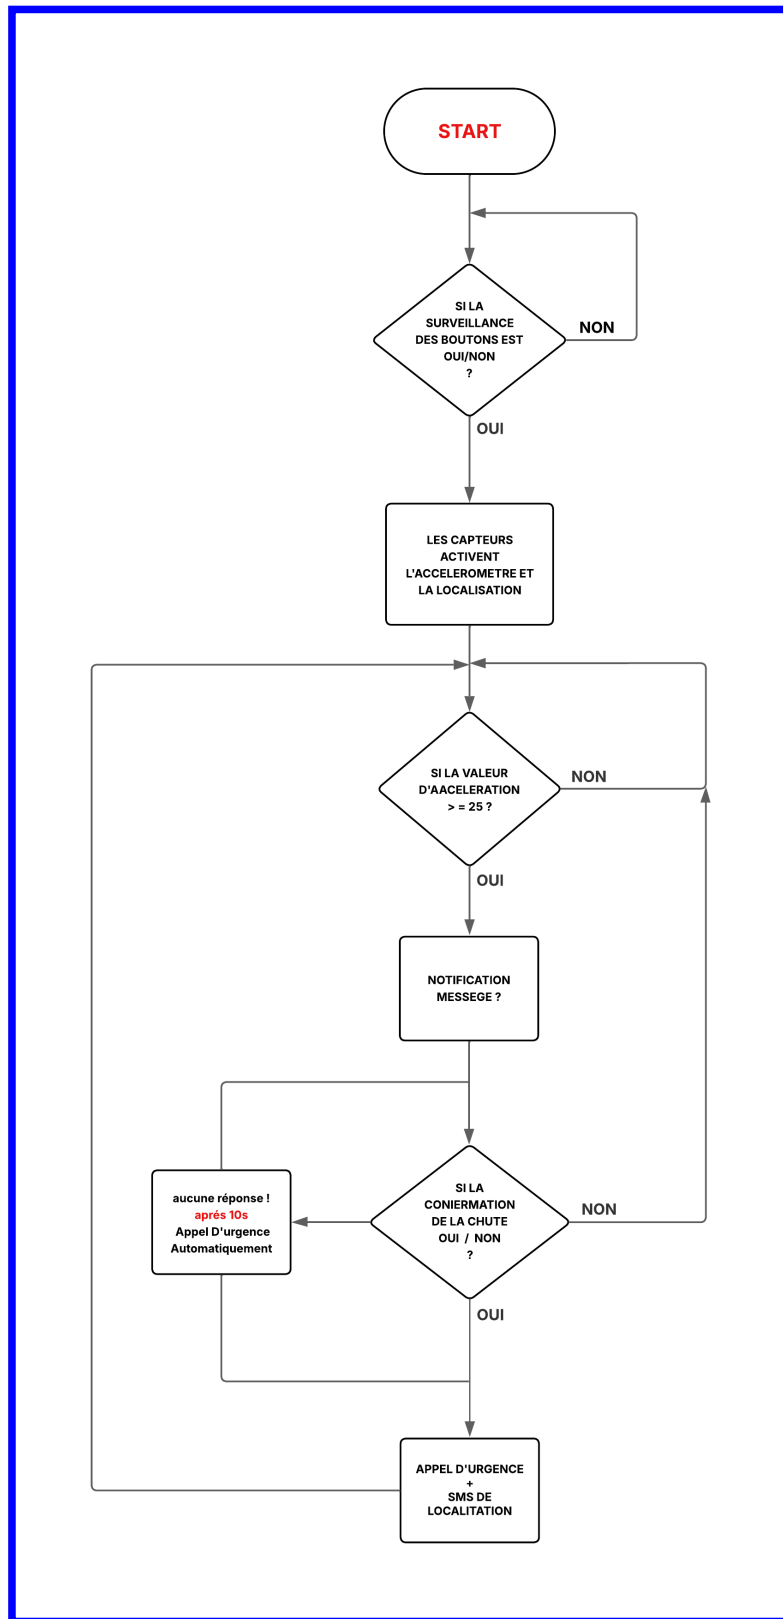 START
SI LA
SURVEILLANCE
DES BOUTONS EST
OUI/NON
?
NON
OUI
LES CAPTEURS
ACTIVENT
L'ACCELEROMETRE ET
LA LOCALISATION
SI LA VALEUR
D'AACELERATION
> = 25 ?
NON
OUI
NOTIFICATION
MESSEGE ?
SI LA
CONIERMATION
DE LA CHUTE
OUI / NON
?
NON
aucune réponse !
aprés 10s
Appel D'urgence
Automatiquement
OUI
APPEL D'URGENCE
+
SMS DE
LOCALITATION